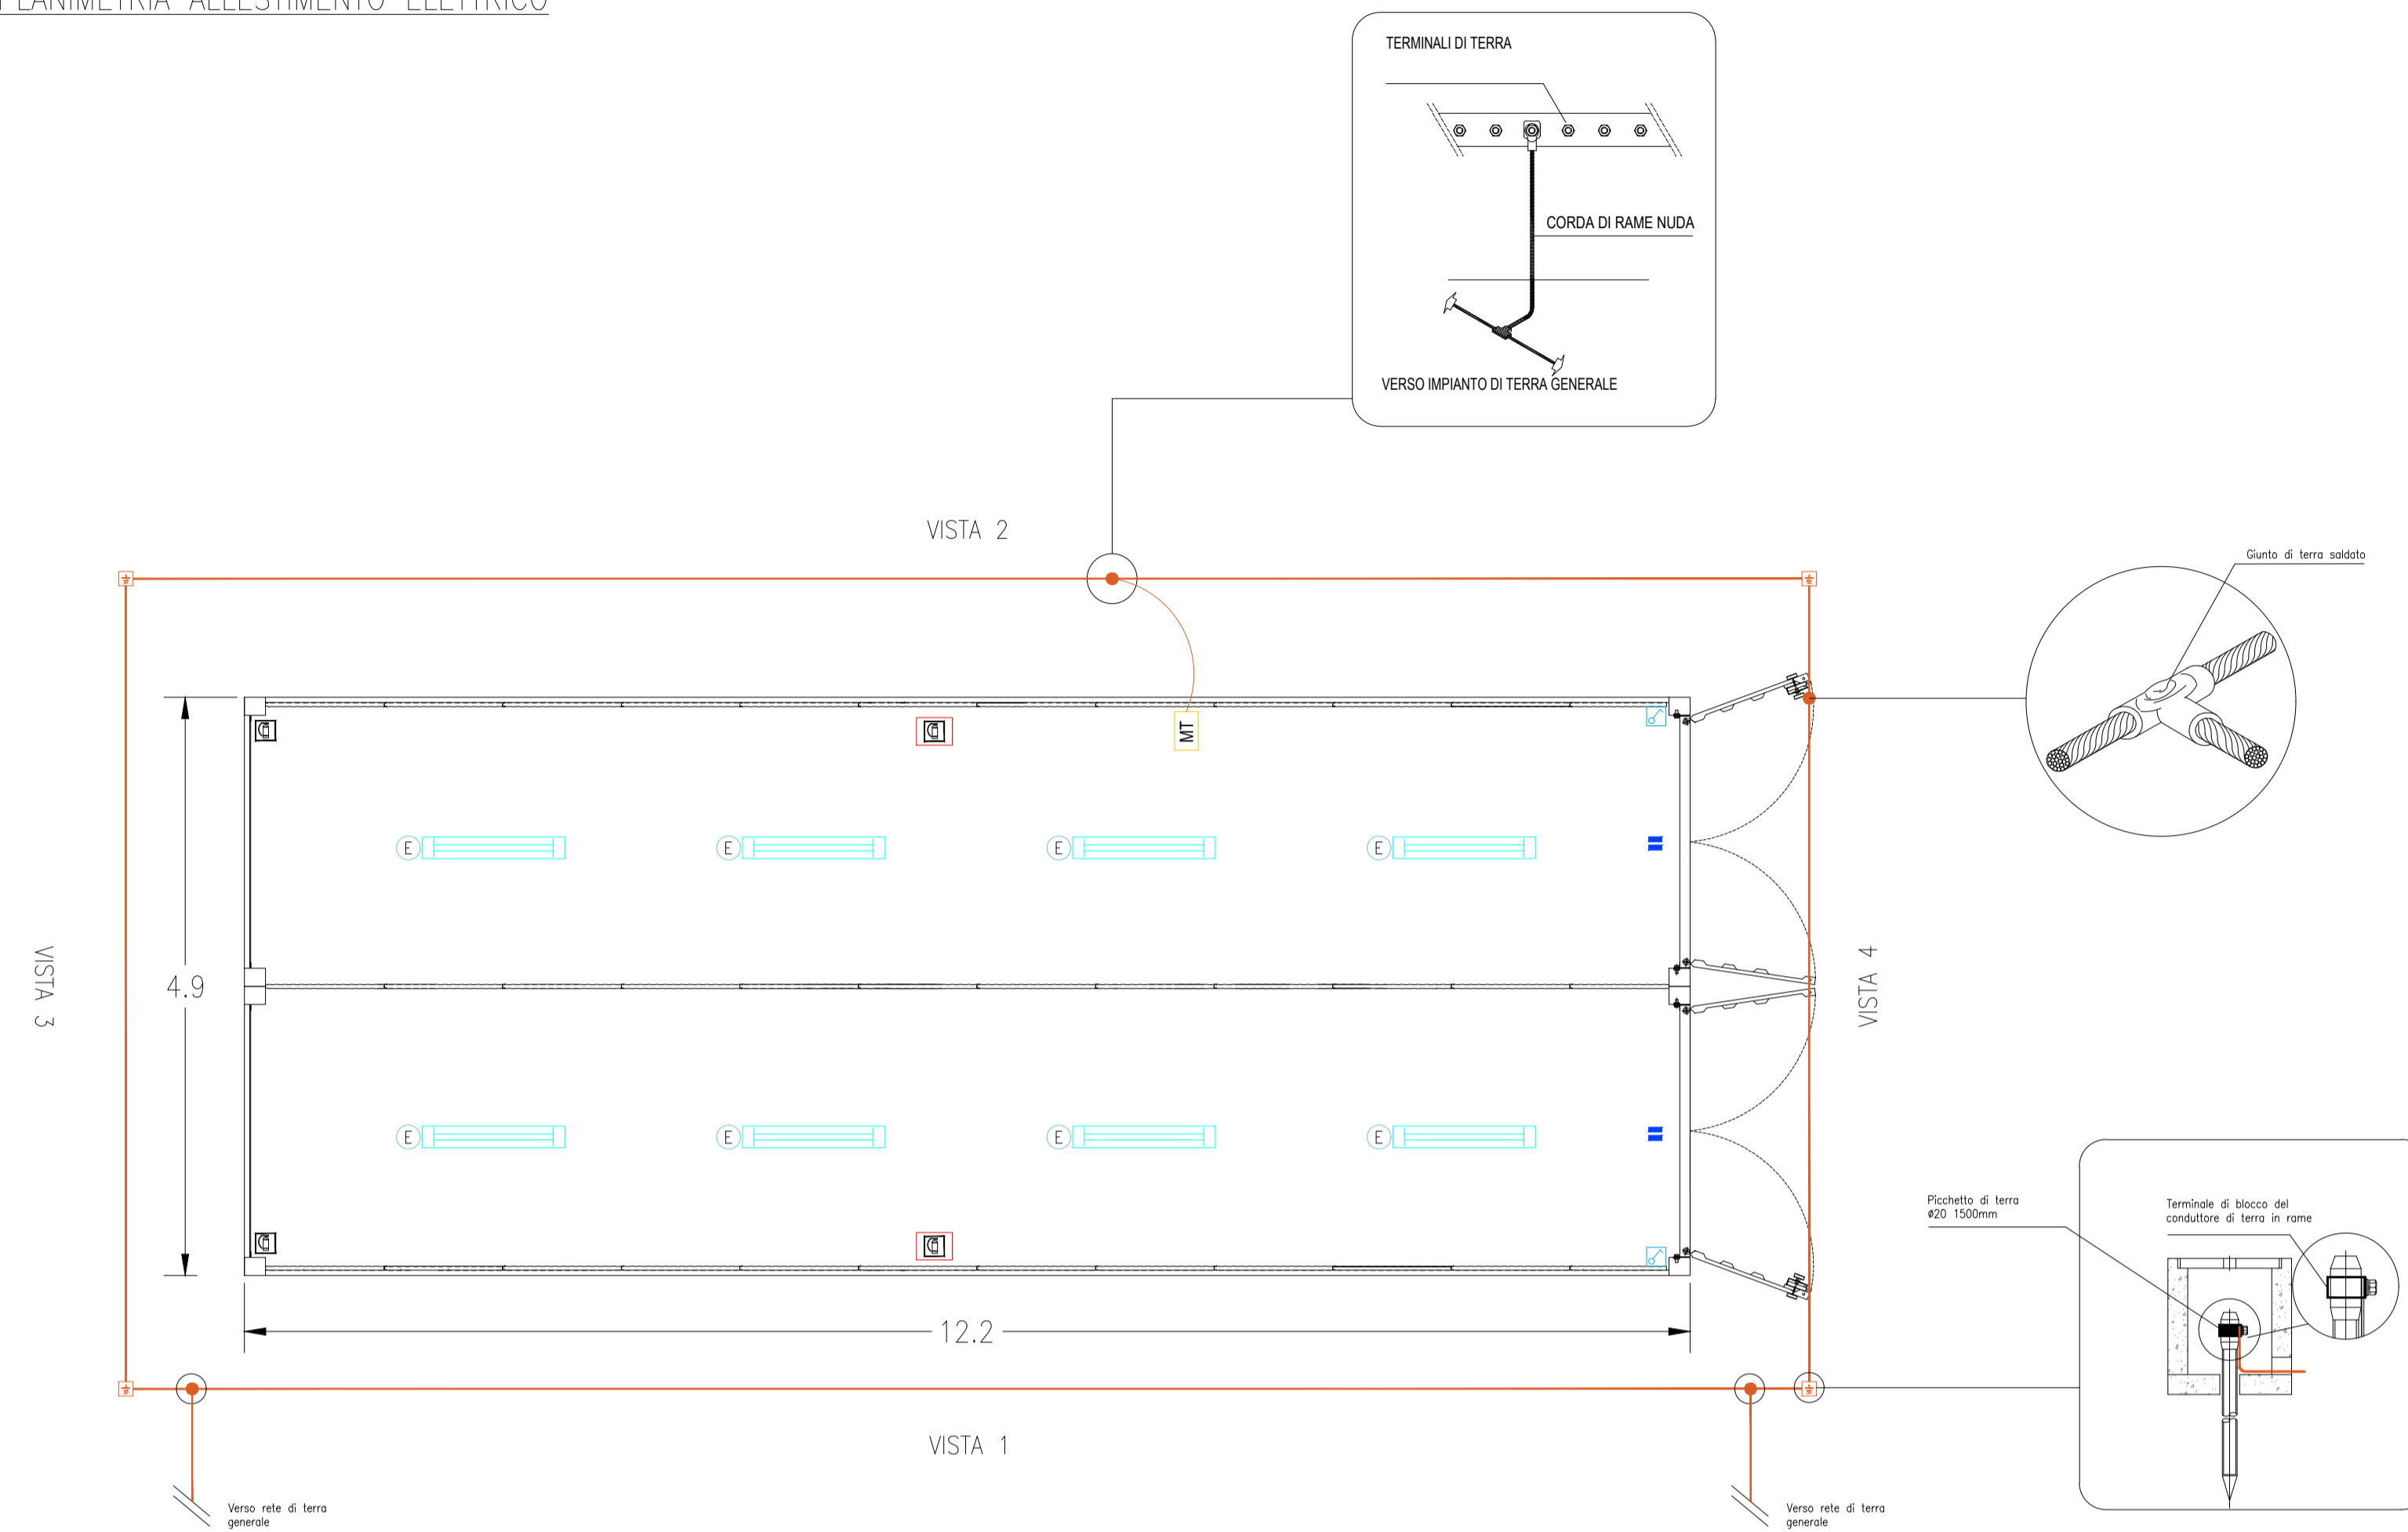 PLANIMETRIA ALLESTIMENTO ELETTRICO
TERMINALI DI TERRA
CORDA DI RAME NUDA
VERSO IMPIANTO DI TERRA GENERALE
VISTA 2
Giunto di terra saldato
MT
E
E
E
E
VISTA 3
4.9
VISTA 4
E
E
E
E
Picchetto di terra
ø20 1500mm
Terminale di blocco del
conduttore di terra in rame
12.2
VISTA 1
Verso rete di terra
generale
Verso rete di terra
generale